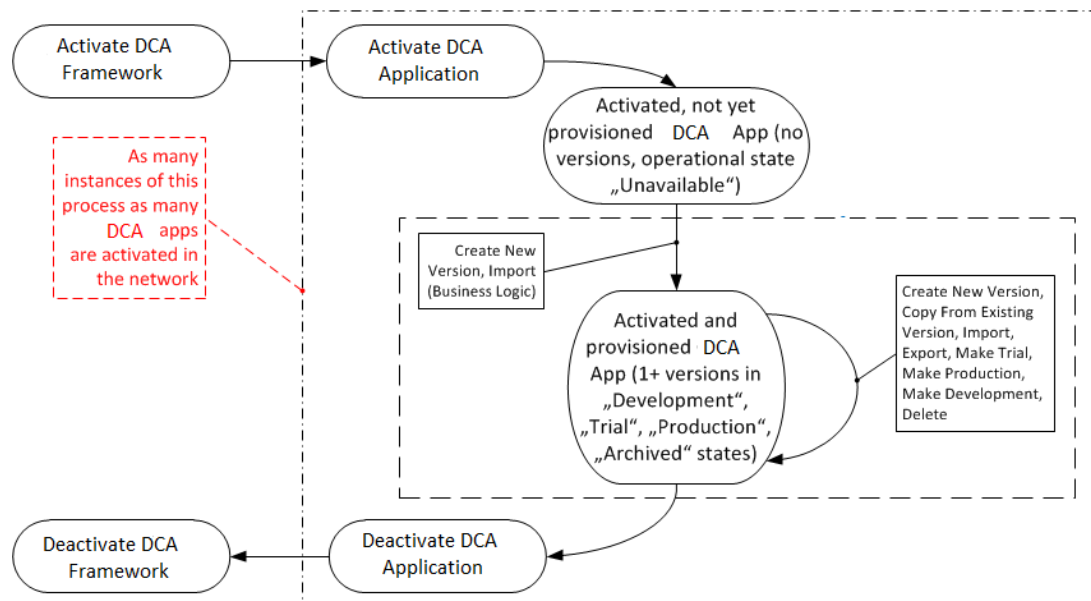 Activate DCA
Framework
Activate DCA
Application
Activated, not yet
provisioned DCA App (no
versions, operational state
„Unavailable“)
As many
instances of this
process as many
DCA apps
are activated in
the network
Create New
Version, Import
(Business Logic)
Activated and
provisioned DCA
App (1+ versions in
„Development“,
„Trial“, „Production“,
„Archived“ states)
Create New Version,
Copy From Existing
Version, Import,
Export, Make Trial,
Make Production,
Make Development,
Delete
Deactivate DCA
Framework
Deactivate DCA
Application